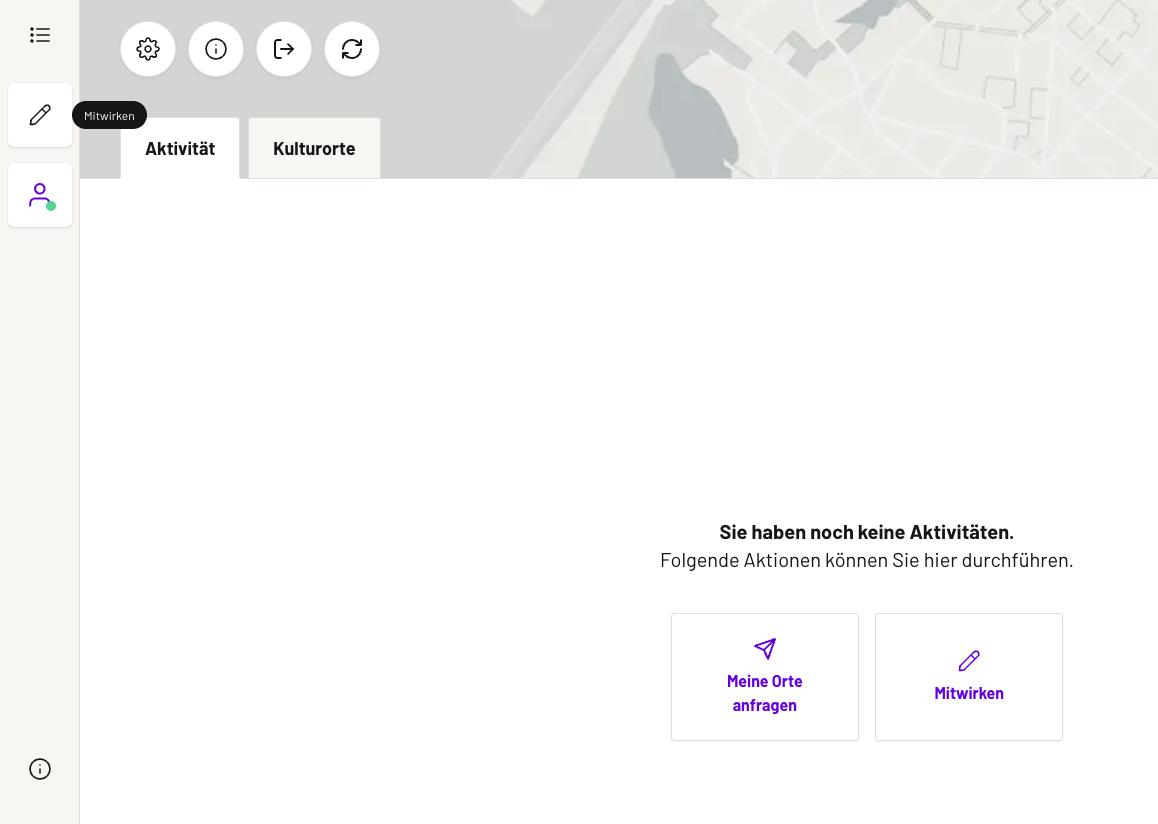 Mitwirken
Aktivität
Kulturorte
Sie haben noch keine Aktivitäten.
Folgende Aktionen können Sie hier durchführen.
Meine Orte
anfragen
Mitwirken